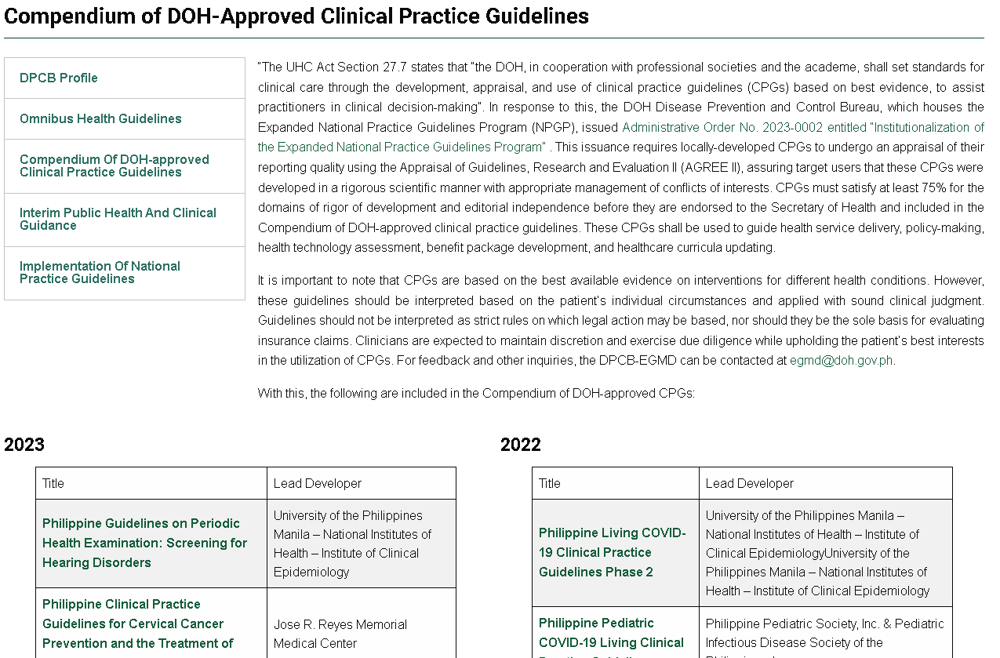 Compendium of DOH-Approved Clinical Practice Guidelines
DPCB Profile
Omnibus Health Guidelines
Compendium Of DOH-approved
Clinical Practice Guidelines
Interim Public Health And Clinical
Guidance
Implementation Of National
Practice Guidelines
“The UHC Act Section 27.7 states that “the DOH, in cooperation with professional societies and the academe, shall set standards for
clinical care through the development, appraisal, and use of clinical practice guidelines (CPGs) based on best evidence, to assist
practitioners in clinical decision-making”. In response to this, the DOH Disease Prevention and Control Bureau, which houses the
Expanded National Practice Guidelines Program (NPGP), issued Administrative Order No. 2023-0002 entitled “Institutionalization of
the Expanded National Practice Guidelines Program” . This issuance requires locally-developed CPGs to undergo an appraisal of their
reporting quality using the Appraisal of Guidelines, Research and Evaluation II (AGREE II), assuring target users that these CPGs were
developed in a rigorous scientific manner with appropriate management of conflicts of interests. CPGs must satisfy at least 75% for the
domains of rigor of development and editorial independence before they are endorsed to the Secretary of Health and included in the
Compendium of DOH-approved clinical practice guidelines. These CPGs shall be used to guide health service delivery, policy-making,
health technology assessment, benefit package development, and healthcare curricula updating.
It is important to note that CPGs are based on the best available evidence on interventions for different health conditions. However,
these guidelines should be interpreted based on the patient’s individual circumstances and applied with sound clinical judgment.
Guidelines should not be interpreted as strict rules on which legal action may be based, nor should they be the sole basis for evaluating
insurance claims. Clinicians are expected to maintain discretion and exercise due diligence while upholding the patient’s best interests
in the utilization of CPGs. For feedback and other inquiries, the DPCB-EGMD can be contacted at egmd@doh.gov.ph.
With this, the following are included in the Compendium of DOH-approved CPGs:
2023
Title
Lead Developer
Philippine Guidelines on Periodic
Health Examination: Screening for
Hearing Disorders
University of the Philippines
Manila – National Institutes of
Health – Institute of Clinical
Epidemiology
Philippine Clinical Practice
Guidelines for Cervical Cancer
Prevention and the Treatment of
Jose R. Reyes Memorial
Medical Center
2022
Title
Lead Developer
Philippine Living COVID-
19 Clinical Practice
Guidelines Phase 2
University of the Philippines Manila –
National Institutes of Health – Institute of
Clinical EpidemiologyUniversity of the
Philippines Manila – National Institutes of
Health – Institute of Clinical Epidemiology
Philippine Pediatric
COVID-19 Living Clinical
Philippine Pediatric Society, Inc. & Pediatric
Infectious Disease Society of the